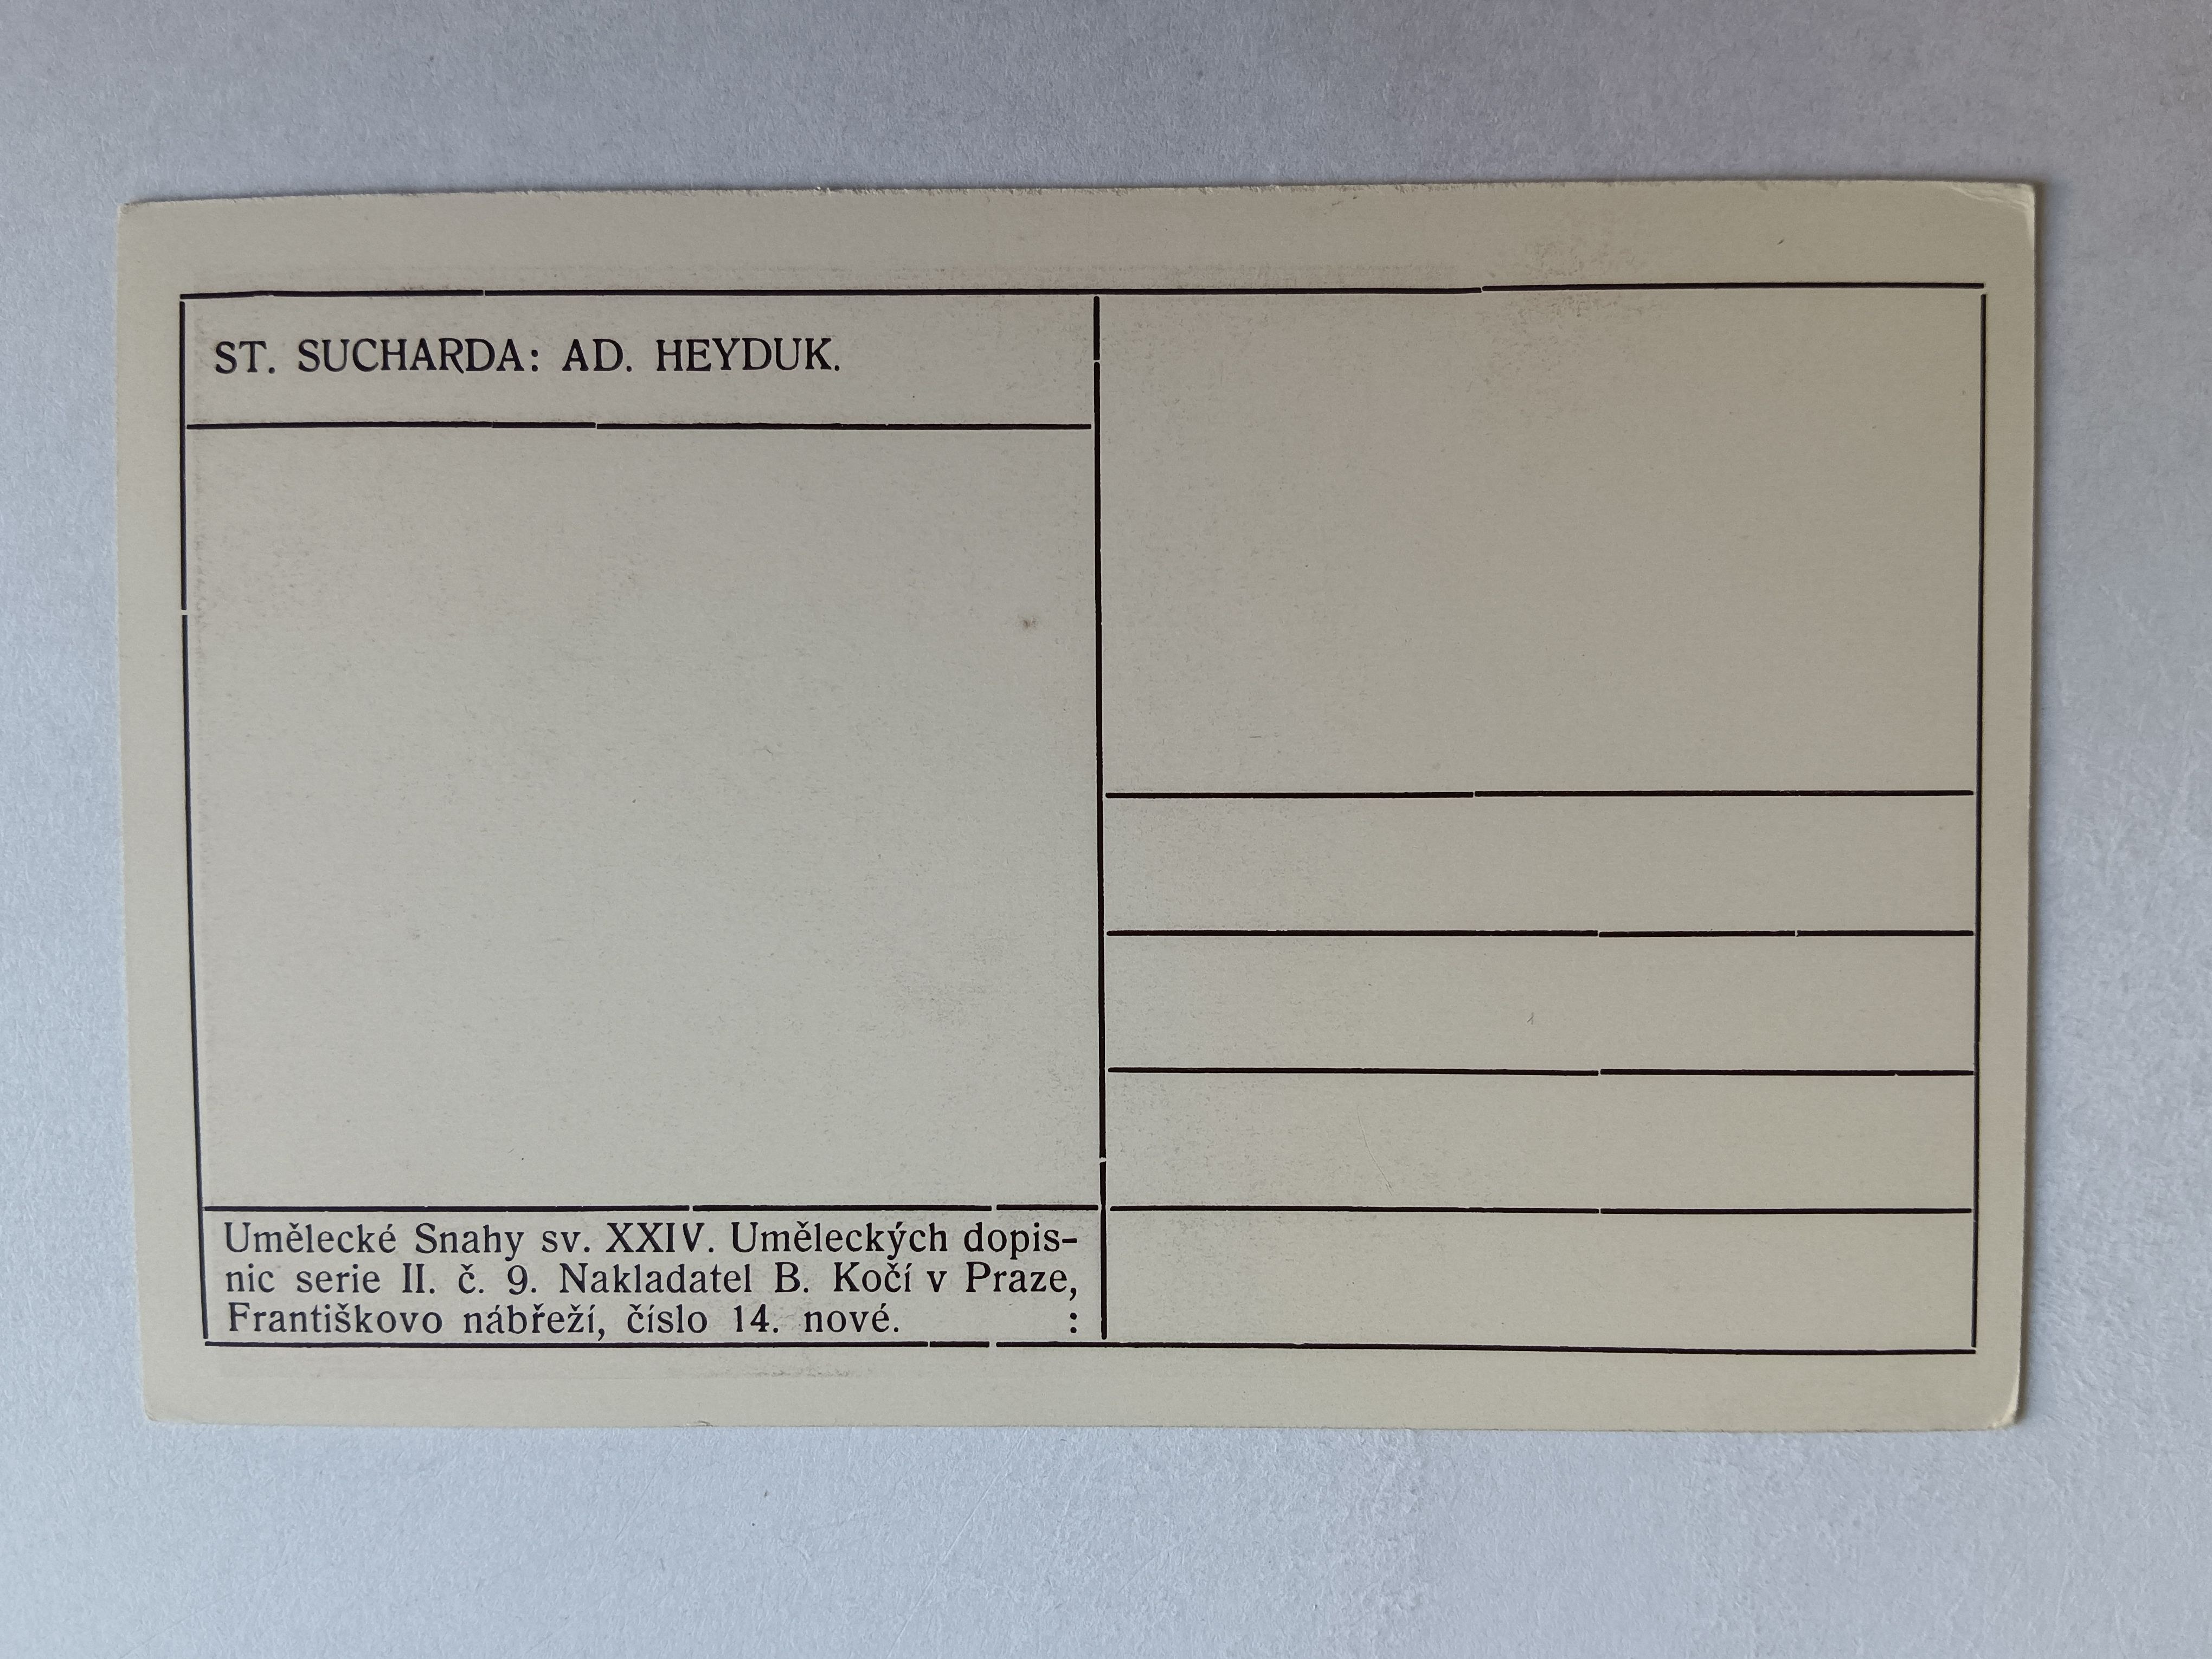 ST. SUCHARDA: AD. HEYDUK.
Umělecké Snahy sv. XXIV. Uměleckých dopis-
nic serie II. č. 9. Nakladatel B. Kočí v Praze,
Františkovo nábřeží, číslo 14. nové. :